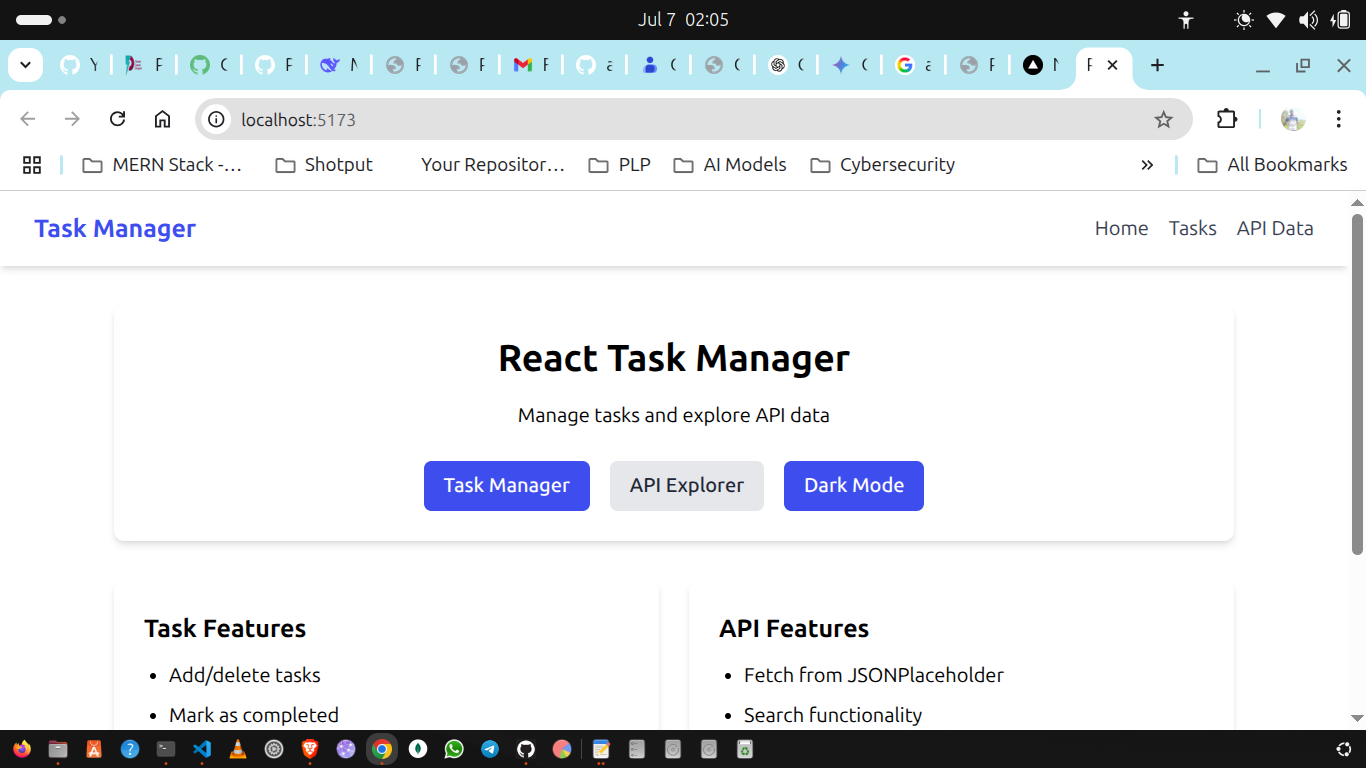 Jul 7 02:05
localhost:5173
MERN Stack -…
Shotput
Your Repositor…
PLP
AI Models
Cybersecurity
All Bookmarks
Task Manager
Home
Tasks
API Data
React Task Manager
Manage tasks and explore API data
Task Manager
API Explorer
Dark Mode
Task Features
Add/delete tasks
Mark as completed
API Features
Fetch from JSONPlaceholder
Search functionality